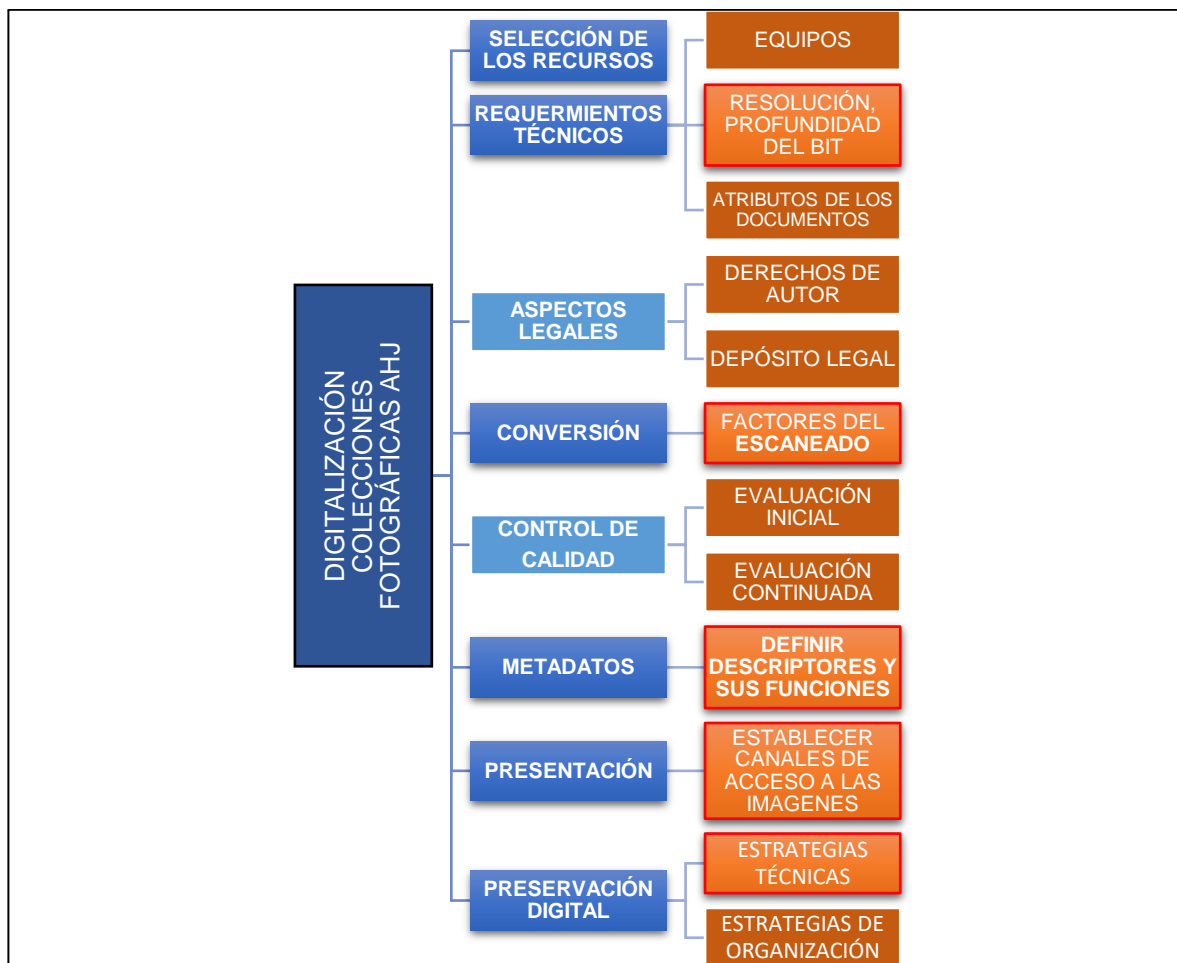 DIGITALIZACIÓN
COLECCIONES
FOTOGRÁFICAS AHJ
SELECCIÓN DE
LOS RECURSOS
REQUERMIENTOS
TÉCNICOS
EQUIPOS
RESOLUCIÓN,
PROFUNDIDAD
DEL BIT
ATRIBUTOS DE LOS
DOCUMENTOS
ASPECTOS
LEGALES
DERECHOS DE
AUTOR
DEPÓSITO LEGAL
CONVERSIÓN
FACTORES DEL
ESCANEADO
CONTROL DE
CALIDAD
EVALUACIÓN
INICIAL
EVALUACIÓN
CONTINUADA
METADATOS
DEFINIR
DESCRIPTORES Y
SUS FUNCIONES
PRESENTACIÓN
ESTABLECER
CANALES DE
ACCESO A LAS
IMAGENES
PRESERVACIÓN
DIGITAL
ESTRATEGIAS
TÉCNICAS
ESTRATEGIAS DE
ORGANIZACIÓN